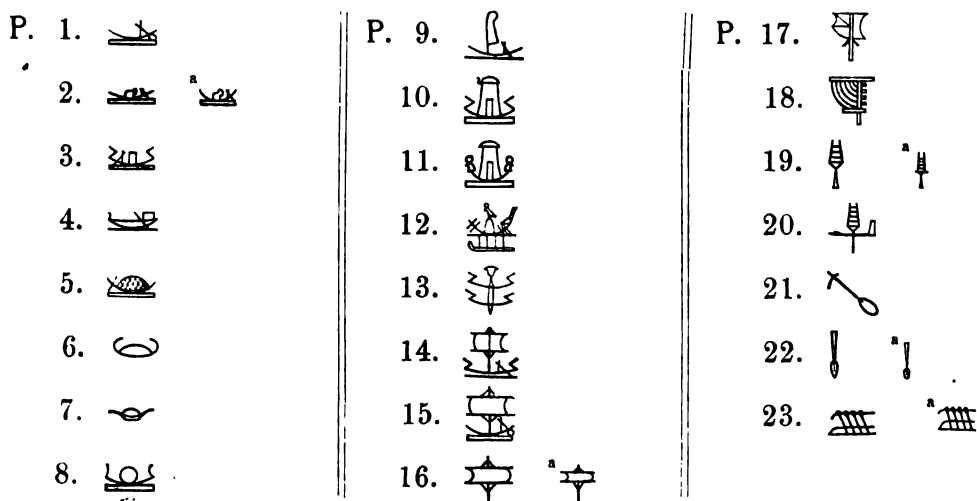 P. 1.
2. a
3.
4.
5.
6.
7.
8.
P. 9.
10.
11.
12.
13.
14.
15.
16. a
P. 17.
18.
19. a
20.
21.
22. a
23. a